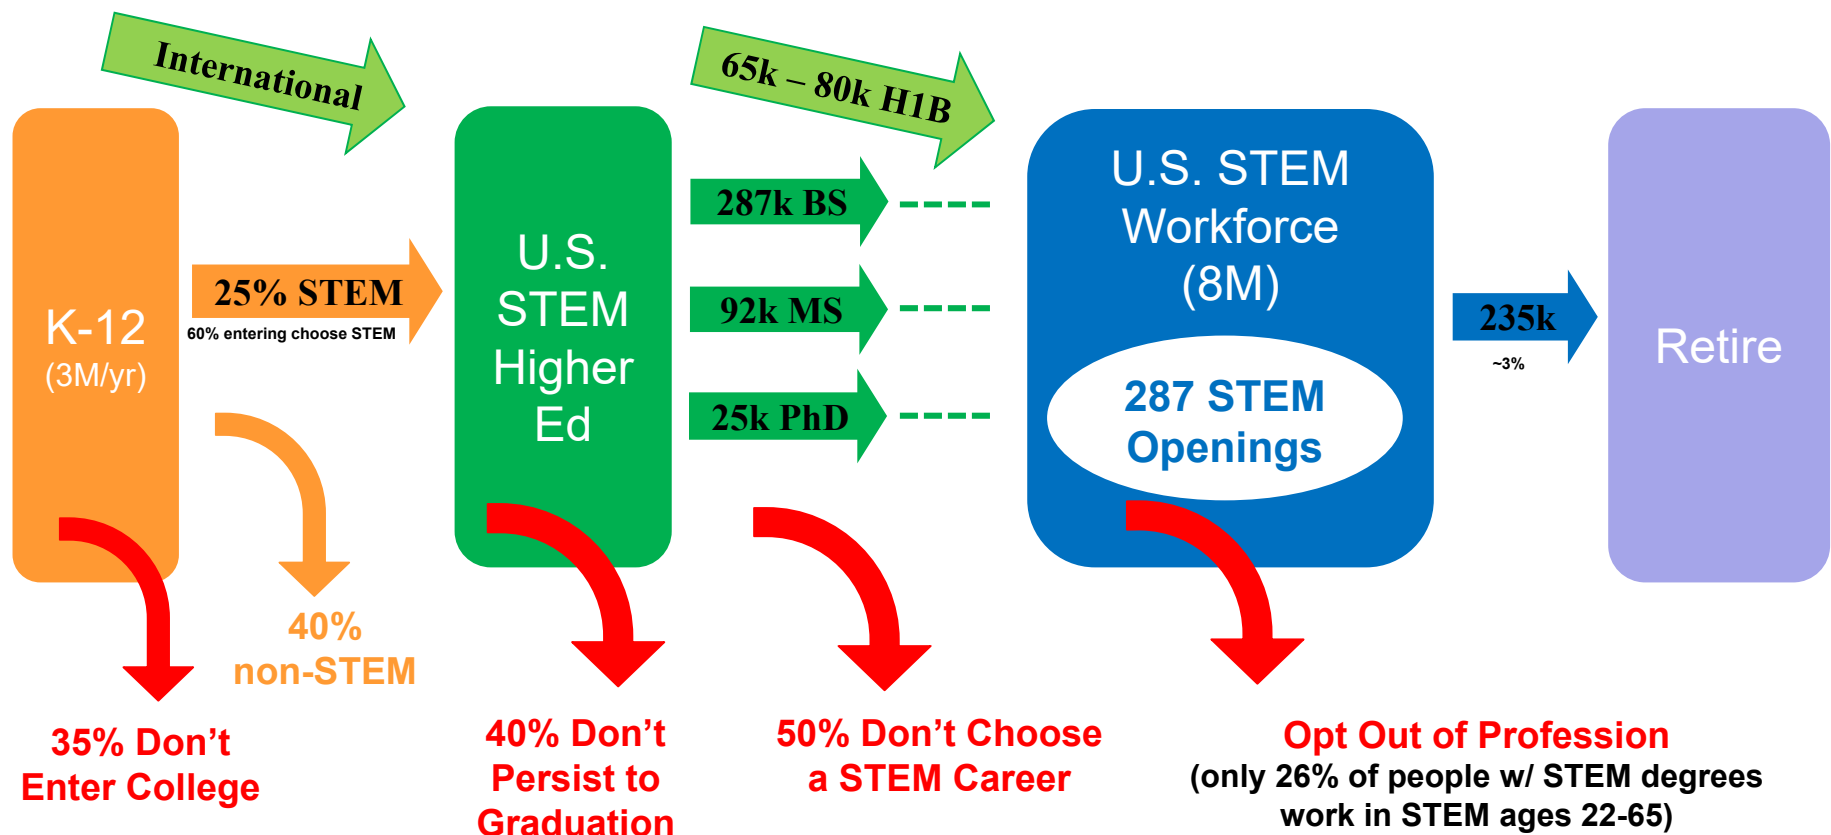 International
65k – 80k H1B
K-12
(3M/yr)
25% STEM
60% entering choose STEM
U.S.
STEM
Higher
Ed
287k BS
92k MS
25k PhD
U.S. STEM
Workforce
(8M)
287 STEM
Openings
235k
~3%
Retire
40%
non-STEM
35% Don’t
Enter College
40% Don’t
Persist to
Graduation
50% Don’t Choose
a STEM Career
Opt Out of Profession
(only 26% of people w/ STEM degrees
work in STEM ages 22-65)